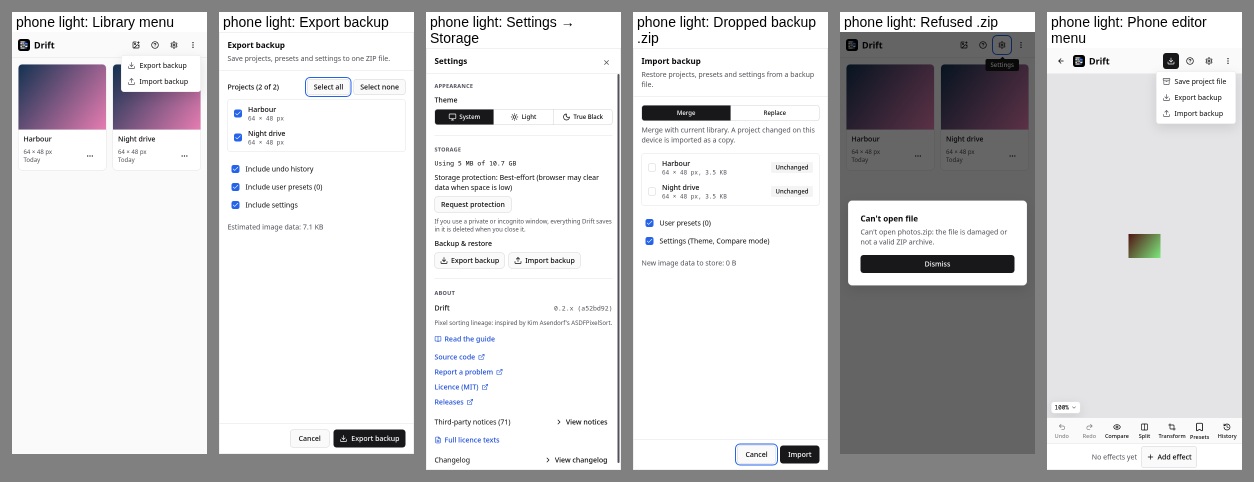 phone light: Library menu
Drift
Export backup
Import backup
Harbour
64 × 48 px
Today
Night drive
64 × 48 px
Today
phone light: Export backup
Export backup
Save projects, presets and settings to one ZIP file.
Projects (2 of 2)
Select all
Select none
Harbour
64 × 48 px
Night drive
64 × 48 px
Include undo history
Include user presets (0)
Include settings
Estimated image data: 7.1 KB
Cancel
Export backup
phone light: Settings →
Storage
Settings
APPEARANCE
Theme
System
Light
True Black
STORAGE
Using 5 MB of 10.7 GB
Storage protection: Best-effort (browser may clear
data when space is low)
Request protection
If you use a private or incognito window, everything Drift saves
in it is deleted when you close it.
Backup & restore
Export backup
Import backup
ABOUT
Drift
0.2.x (a52bd92)
Pixel sorting lineage: inspired by Kim Asendorf's ASDFPixelSort.
Read the guide
Source code
Report a problem
Licence (MIT)
Releases
Third-party notices (71)
View notices
Full licence texts
Changelog
View changelog
phone light: Dropped backup
.zip
Import backup
Restore projects, presets and settings from a backup
file.
Merge
Replace
Merge with current library. A project changed on this
device is imported as a copy.
Harbour
64 × 48 px, 3.5 KB
Unchanged
Night drive
64 × 48 px, 3.5 KB
Unchanged
User presets (0)
Settings (Theme, Compare mode)
New image data to store: 0 B
Cancel
Import
phone light: Refused .zip
Drift
Settings
Harbour
64 × 48 px
Today
Night drive
64 × 48 px
Today
Can't open file
Can't open photos.zip: the file is damaged or
not a valid ZIP archive.
Dismiss
phone light: Phone editor
menu
Drift
Save project file
Export backup
Import backup
100%
Undo
Redo
Compare
Split
Transform
Presets
History
No effects yet
Add effect